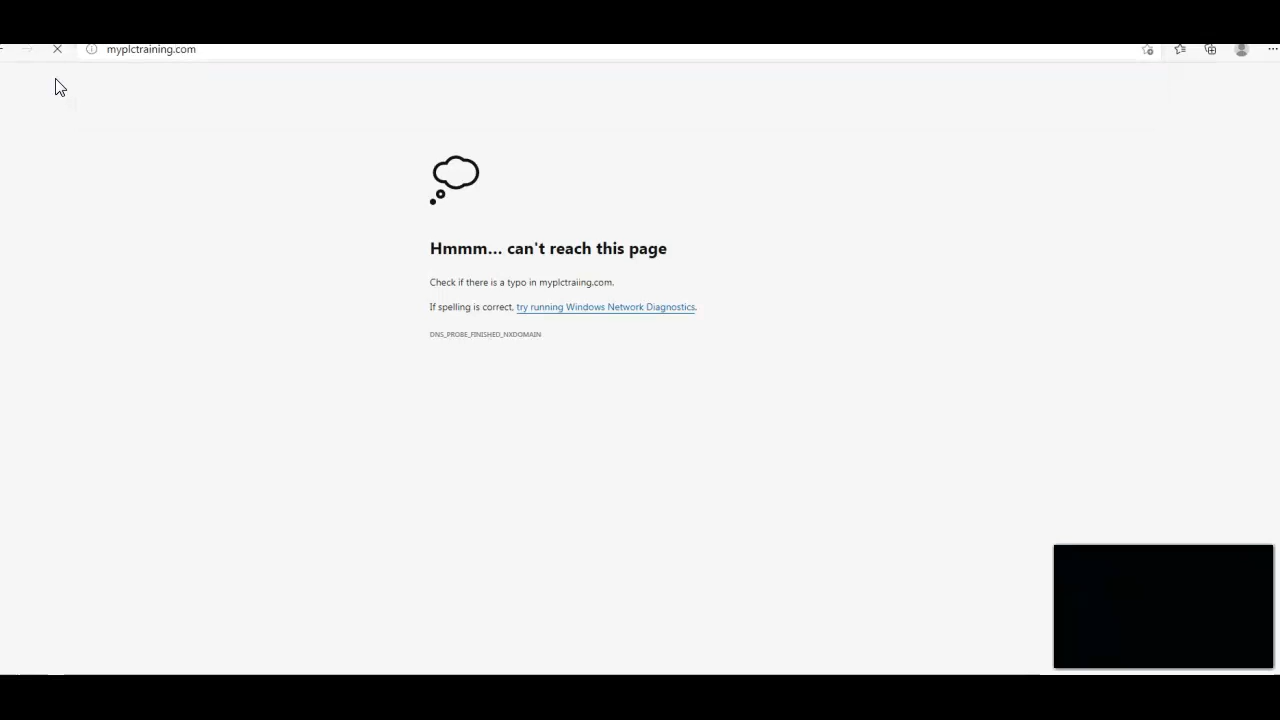 myplctraining.com
Hmmm... can't reach this page
Check if there is a typo in myplctraiing.com.
If spelling is correct, try running Windows Network Diagnostics.
DNS_PROBE_FINISHED_NXDOMAIN